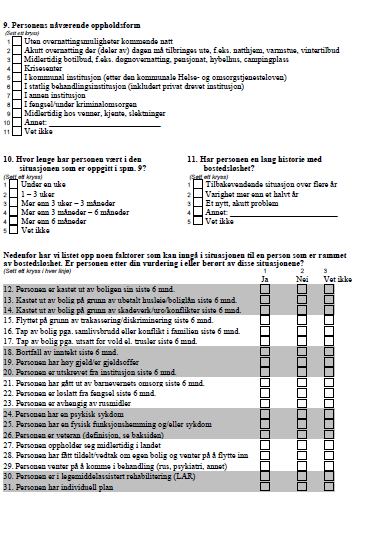 9. Personens nåværende oppholdsform
(Sett ett kryss)
1 Uten overnattingsmuligheter kommende natt
2 Akutt overnatting der (deler av) dagen må tilbringes ute, f.eks. natthjem, varmstue, vintertilbud
3 Midlertidig botilbud, f.eks. døgnovernatting, pensjonat, hybelhus, campingplass
4 Krisesenter
5 I kommunal institusjon (etter den kommunale Helse- og omsorgstjenesteloven)
6 I statlig behandlingsinstitusjon (inkludert privat drevet institusjon)
7 I annen institusjon
8 I fengsel/under kriminalomsorgen
9 Midlertidig hos venner, kjente, slektninger
10 Annet:
11 Vet ikke
10. Hvor lenge har personen vært i den
situasjonen som er oppgitt i spm. 9?
(Sett ett kryss)
1 Under en uke
2 1 – 3 uker
3 Mer enn 3 uker – 3 måneder
4 Mer enn 3 måneder – 6 måneder
4 Mer enn 6 måneder
5 Vet ikke
11. Har personen en lang historie med
bostedsløshet?
(Sett ett kryss)
1 Tilbakevendende situasjon over flere år
2 Varighet mer enn et halvt år
3 Et nytt, akutt problem
4 Annet:
5 Vet ikke
Nedenfor har vi listet opp noen faktorer som kan inngå i situasjonen til en person som er rammet
av bostedsløshet. Er personen etter din vurdering i eller berørt av disse situasjonene?
(Sett ett kryss i hver linje) 1 2 3
Ja Nei Vet ikke
12. Personen er kastet ut av boligen sin siste 6 mnd.
13. Kastet ut av bolig på grunn av ubetalt husleie/boliglån siste 6 mnd.
14. Kastet ut av bolig på grunn av skadeverk/uro/konflikter siste 6 mnd.
15. Flyttet på grunn av trakassering/diskriminering siste 6 mnd.
16. Tap av bolig pga. samlivsbrudd eller konflikt i familien siste 6 mnd.
17. Tap av bolig pga. utsatt for vold el. trusler siste 6 mnd.
18. Bortfall av inntekt siste 6 mnd.
19. Personen har høy gjeld/er gjeldsoffer
20. Personen er utskrevet fra institusjon siste 6 mnd.
21. Personen har gått ut av barnevernets omsorg siste 6 mnd.
22. Personen er løslatt fra fengsel siste 6 mnd.
23. Personen er avhengig av rusmidler
24. Personen har en psykisk sykdom
25. Personen har en fysisk funksjonshemming og/eller sykdom
26. Personen er veteran (definisjon, se baksiden)
27. Personen oppholder seg midlertidig i landet
28. Personen har fått tildelt/vedtak om egen bolig og venter på å flytte inn
29. Personen venter på å komme i behandling (rus, psykiatri, annet)
30. Personen er i legemiddelassistert rehabilitering (LAR)
31. Personen har individuell plan